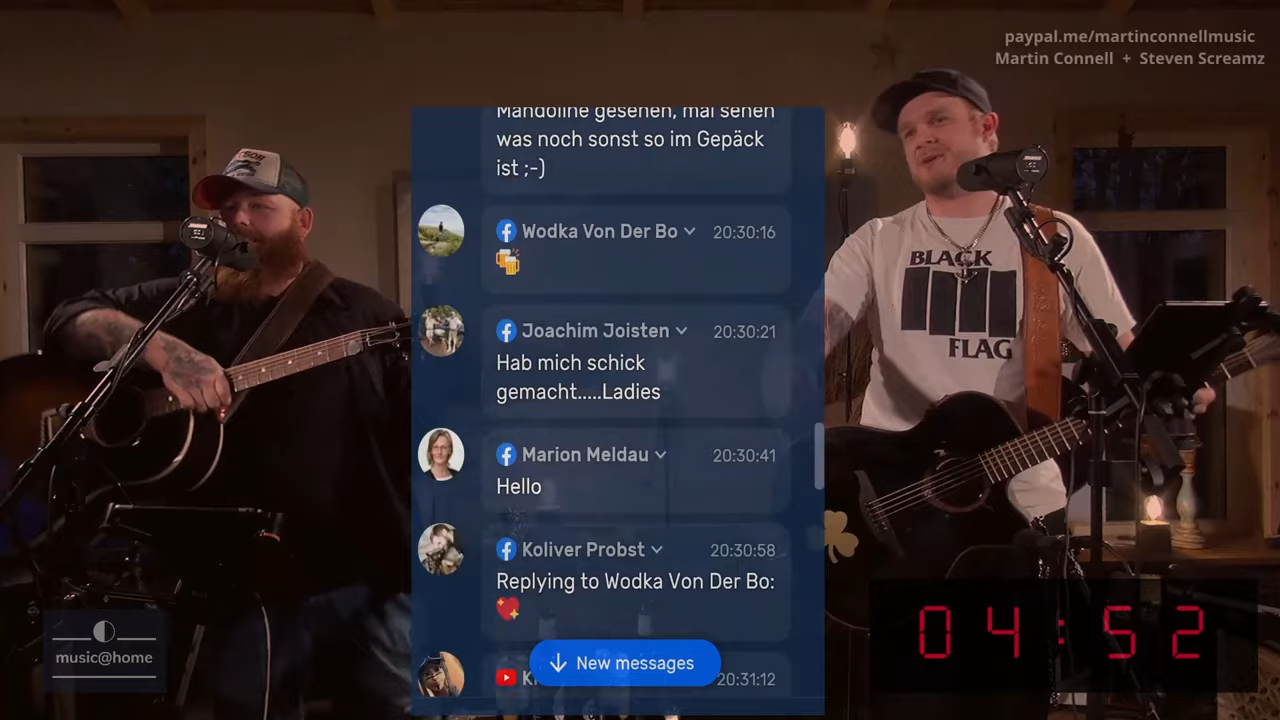 paypal.me/martinconnellmusic
Martin Connell + Steven Screamz
Mandoline gesehen, mal sehen
was noch sonst so im Gepäck
ist ;-)
Wodka Von Der Bo 20:30:16
🍻
Joachim Joisten 20:30:21
Hab mich schick
gemacht.....Ladies
Marion Meldau 20:30:41
Hello
Koliver Probst 20:30:58
Replying to Wodka Von Der Bo:
💖
20:31:12
New messages
BLACK
FLAG
music@home
04:52